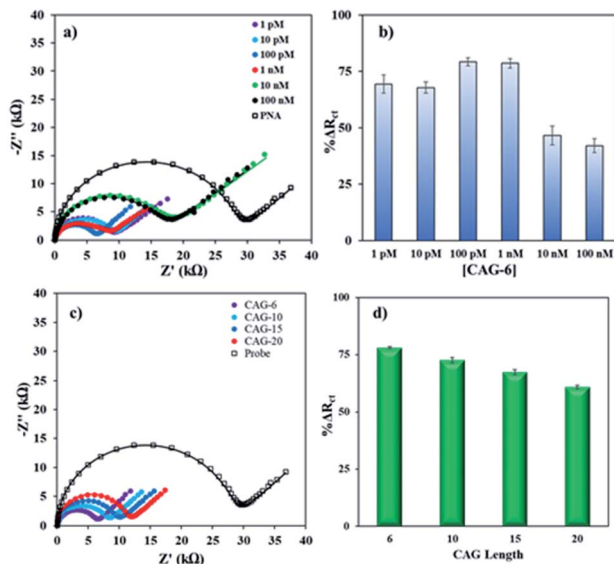 a)
1 pM
10 pM
100 pM
1 nM
10 nM
100 nM
PNA
40
35
30
25
20
15
10
5
0
-Z'' (kΩ)
0 5 10 15 20 25 30 35 40
Z' (kΩ)
b)
100
75
50
25
0
%ΔRct
1 pM 10 pM 100 pM 1 nM 10 nM 100 nM
[CAG-6]
c)
CAG-6
CAG-10
CAG-15
CAG-20
Probe
40
35
30
25
20
15
10
5
0
-Z'' (kΩ)
0 5 10 15 20 25 30 35 40
Z' (kΩ)
d)
100
75
50
25
0
%ΔRct
6 10 15 20
CAG Length